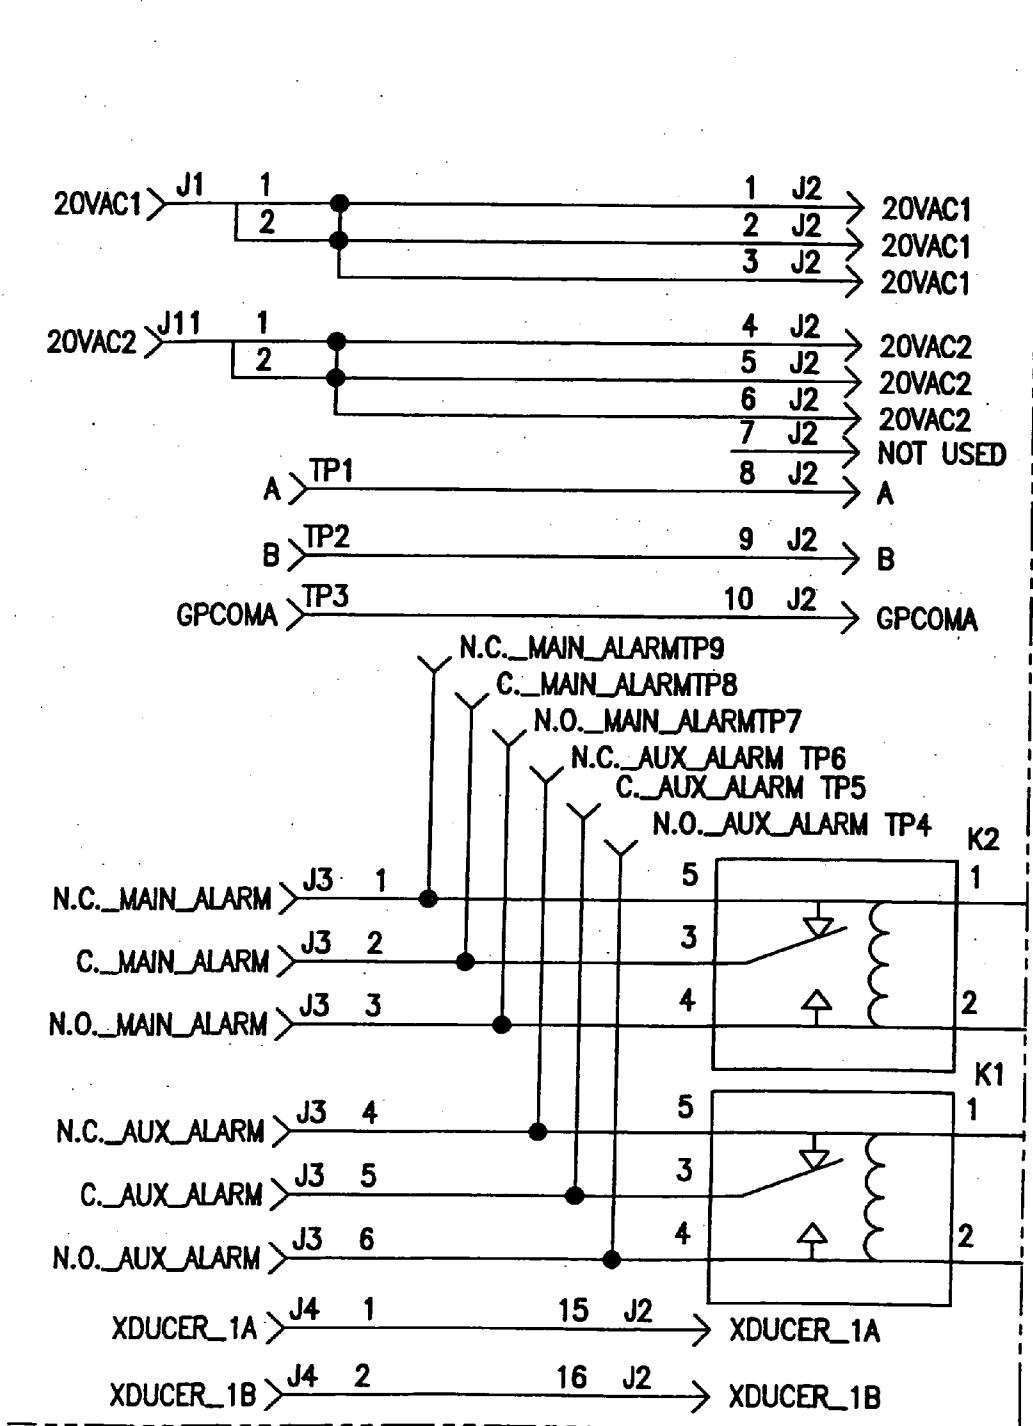 20VAC1 J1 1 1 J2 20VAC1
2 2 J2 20VAC1
3 J2 20VAC1
20VAC2 J11 1 4 J2 20VAC2
2 5 J2 20VAC2
6 J2 20VAC2
7 J2 NOT USED
A TP1 8 J2 A
B TP2 9 J2 B
GPCOMA TP3 10 J2 GPCOMA
N.C._MAIN_ALARMTP9
C._MAIN_ALARMTP8
N.O._MAIN_ALARMTP7
N.C._AUX_ALARM TP6
C._AUX_ALARM TP5
N.O._AUX_ALARM TP4
K2
N.C._MAIN_ALARM J3 1 5 1
C._MAIN_ALARM J3 2 3
N.O._MAIN_ALARM J3 3 4 2
K1
N.C._AUX_ALARM J3 4 5 1
C._AUX_ALARM J3 5 3
N.O._AUX_ALARM J3 6 4 2
XDUCER_1A J4 1 15 J2 XDUCER_1A
XDUCER_1B J4 2 16 J2 XDUCER_1B